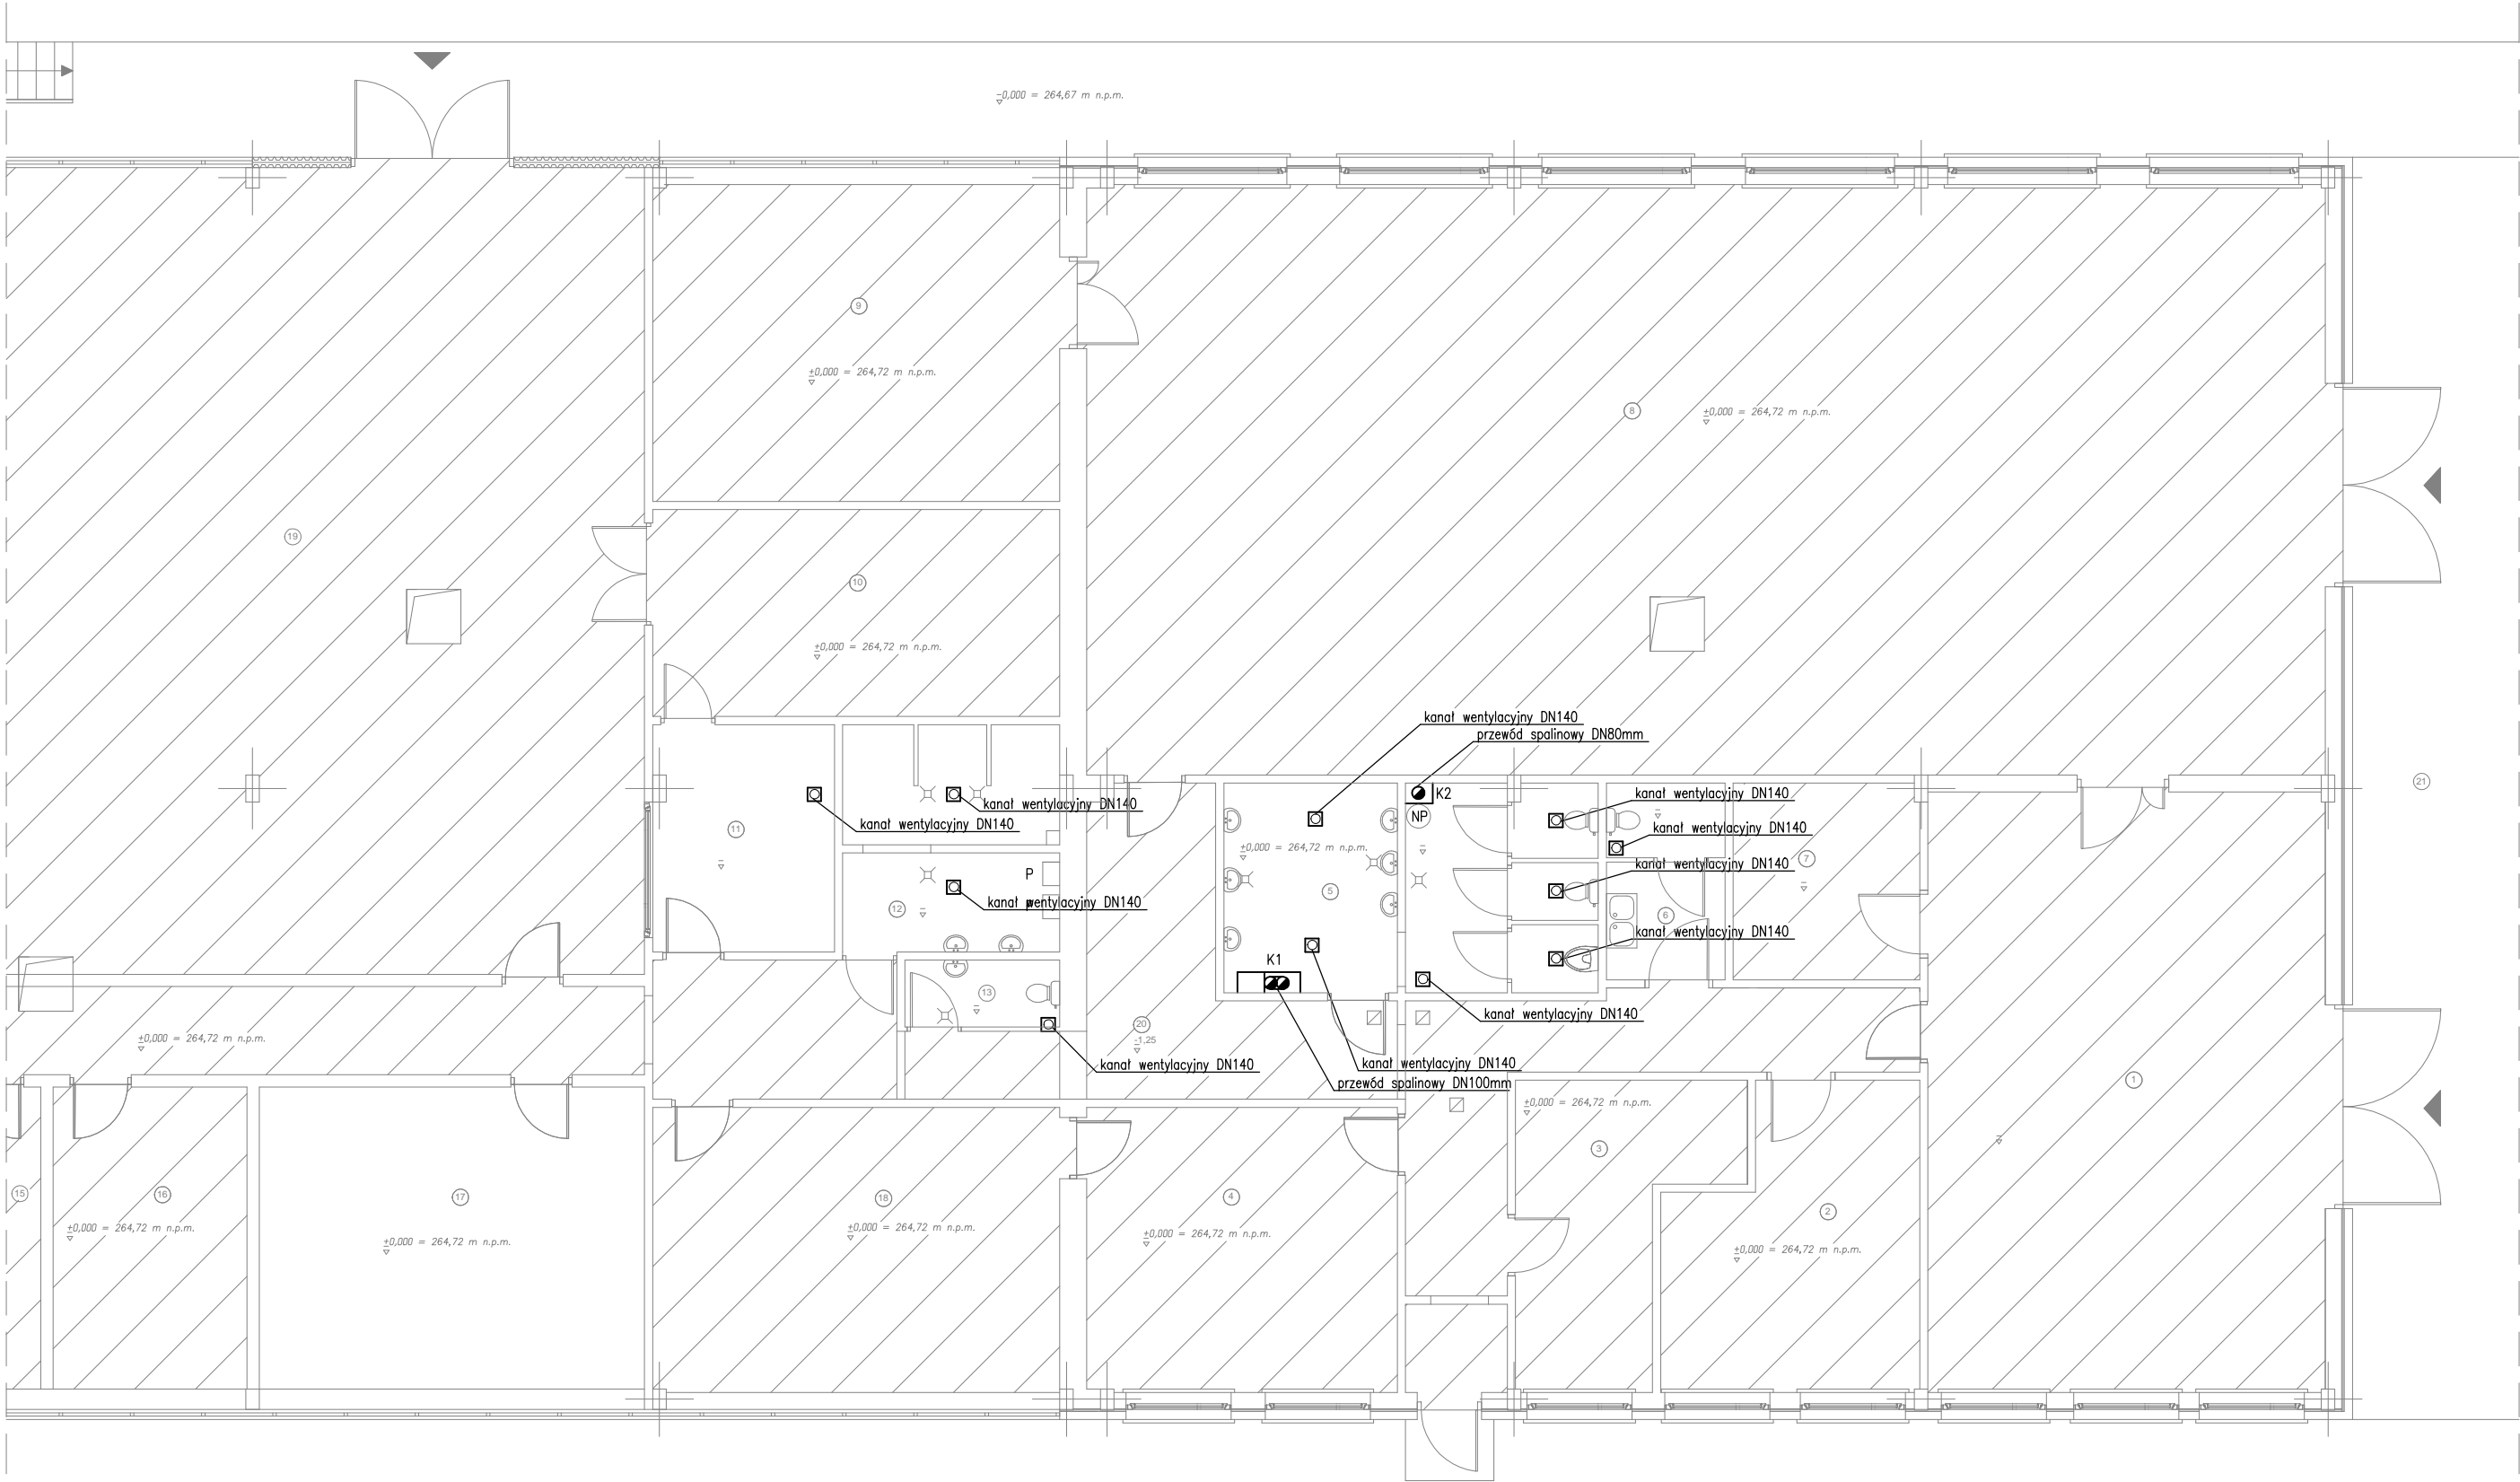 -0,000 = 264,67 m n.p.m.
9
±0,000 = 264,72 m n.p.m.
8
±0,000 = 264,72 m n.p.m.
19
10
±0,000 = 264,72 m n.p.m.
kanał wentylacyjny DN140
przewód spalinowy DN80mm
21
K2
kanał wentylacyjny DN140
kanał wentylacyjny DN140
NP
kanał wentylacyjny DN140
11
kanał wentylacyjny DN140
±0,000 = 264,72 m n.p.m.
7
kanał wentylacyjny DN140
P
5
kanał wentylacyjny DN140
P
12
6
kanał wentylacyjny DN140
K1
13
kanał wentylacyjny DN140
20
-1,25
±0,000 = 264,72 m n.p.m.
kanał wentylacyjny DN140
kanał wentylacyjny DN140
przewód spalinowy DN100mm
1
±0,000 = 264,72 m n.p.m.
3
15
16
17
18
4
2
±0,000 = 264,72 m n.p.m.
±0,000 = 264,72 m n.p.m.
±0,000 = 264,72 m n.p.m.
±0,000 = 264,72 m n.p.m.
±0,000 = 264,72 m n.p.m.